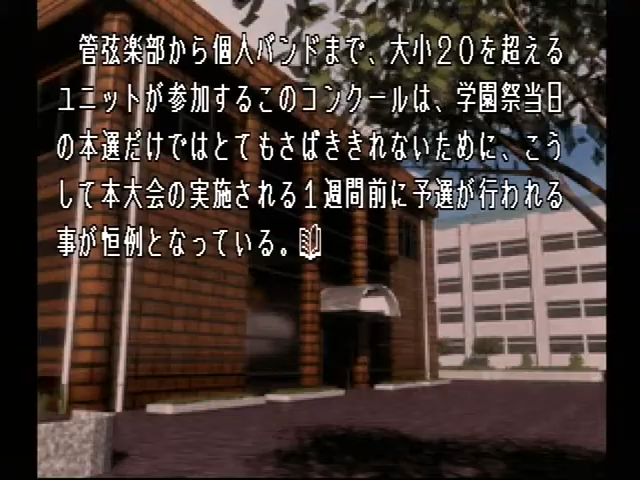 管弦楽部から個人バンドまで、大小２０を超える
ユニットが参加するこのコンクールは、学園祭当日
の本選だけではとてもさばききれないために、こう
して本大会の実施される１週間前に予選が行われる
事が恒例となっている。